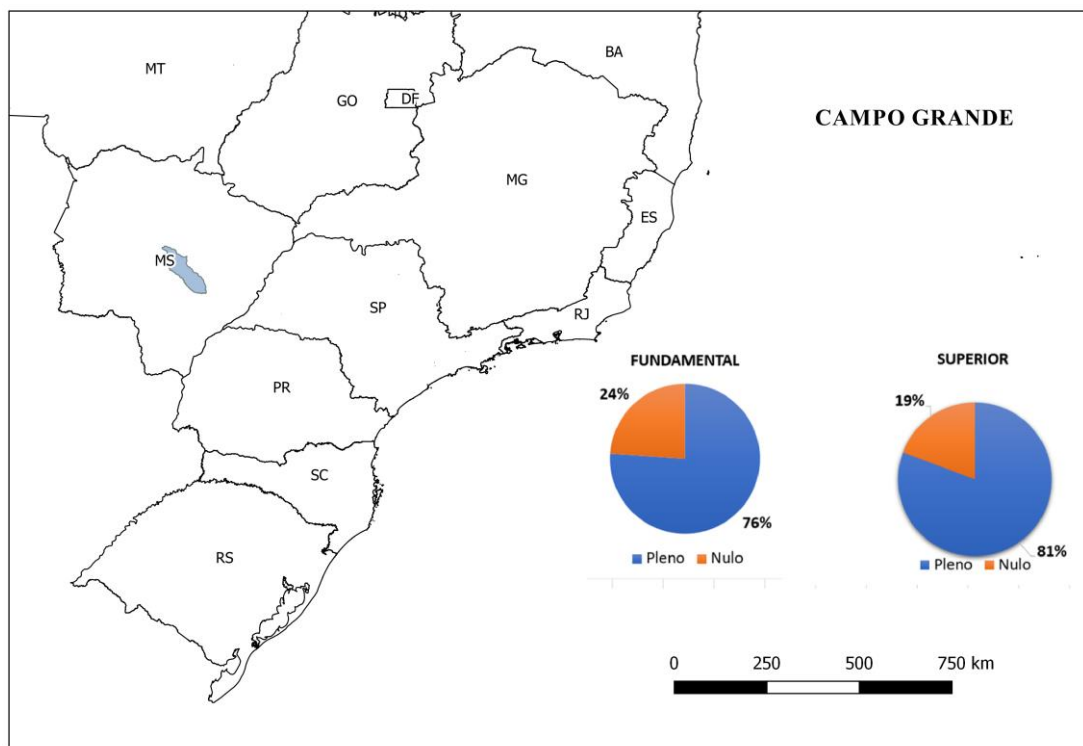 BA
MT
GO
DF
CAMPO GRANDE
MG
ES
MS
SP
RJ
FUNDAMENTAL
24%
76%
Pleno Nulo
SUPERIOR
19%
81%
Pleno Nulo
PR
SC
RS
0 250 500 750 km